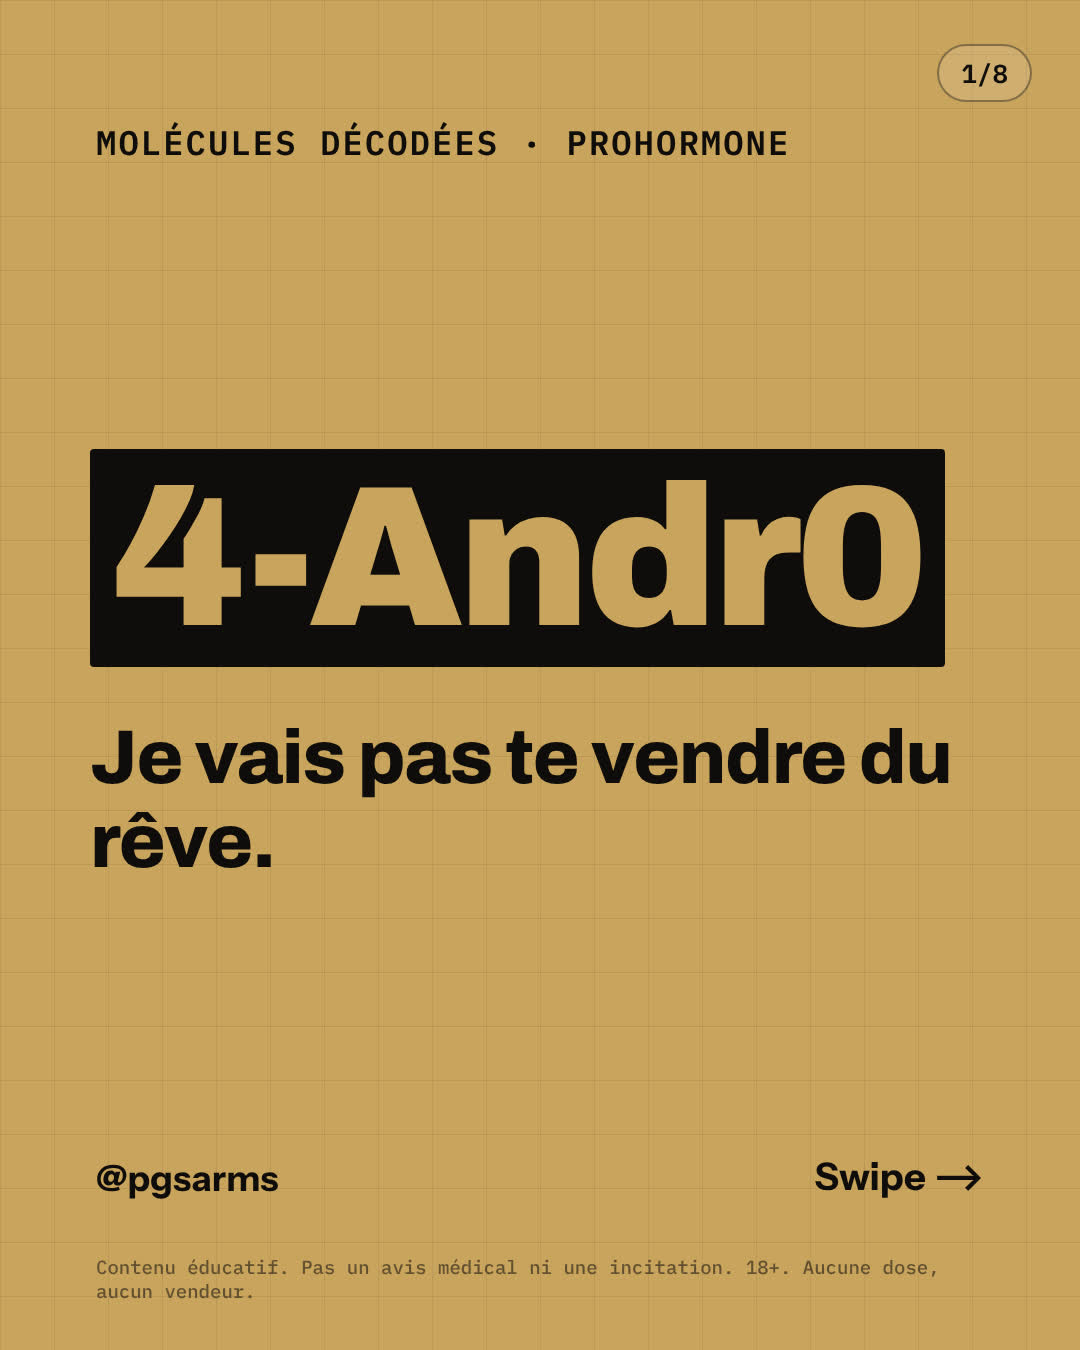 1/8
MOLÉCULES DÉCODÉES · PROHORMONE
4-Andr0
Je vais pas te vendre du
rêve.
@pgsarms
Swipe →
Contenu éducatif. Pas un avis médical ni une incitation. 18+. Aucune dose,
aucun vendeur.